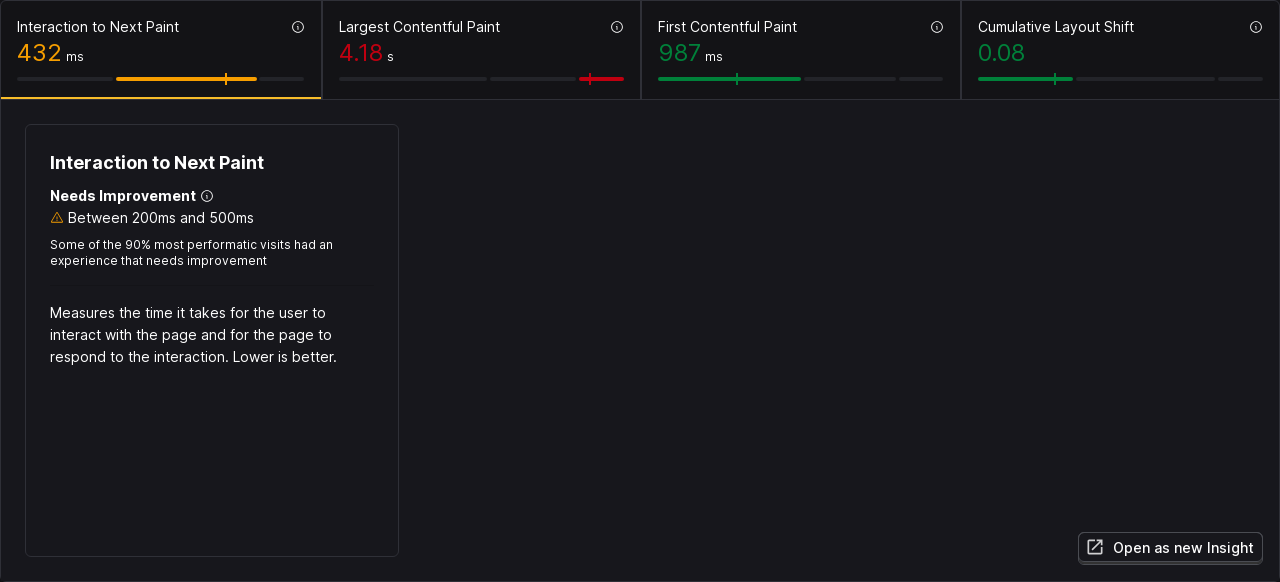 Interaction to Next Paint
432 ms
Largest Contentful Paint
4.18 s
First Contentful Paint
987 ms
Cumulative Layout Shift
0.08
Interaction to Next Paint
Needs Improvement
Between 200ms and 500ms
Some of the 90% most performatic visits had an
experience that needs improvement
Measures the time it takes for the user to
interact with the page and for the page to
respond to the interaction. Lower is better.
Open as new Insight